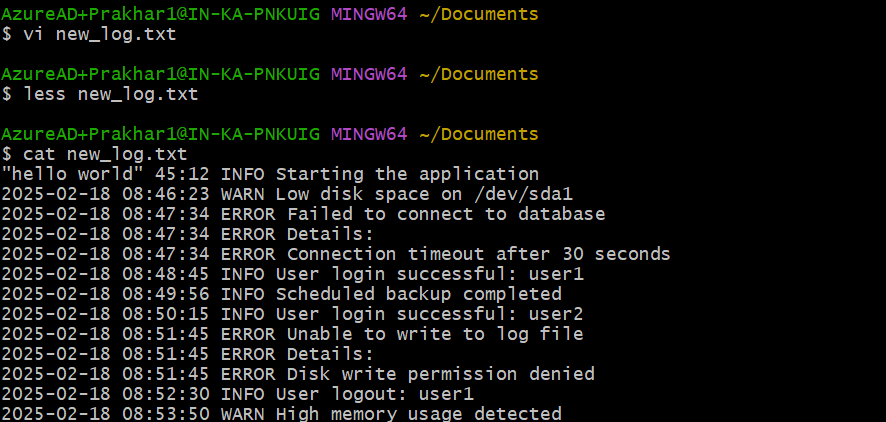 AzureAD+Prakhar1@IN-KA-PNKUIG MINGW64 ~/Documents
$ vi new_log.txt
AzureAD+Prakhar1@IN-KA-PNKUIG MINGW64 ~/Documents
$ less new_log.txt
AzureAD+Prakhar1@IN-KA-PNKUIG MINGW64 ~/Documents
$ cat new_log.txt
"hello world" 45:12 INFO Starting the application
2025-02-18 08:46:23 WARN Low disk space on /dev/sda1
2025-02-18 08:47:34 ERROR Failed to connect to database
2025-02-18 08:47:34 ERROR Details:
2025-02-18 08:47:34 ERROR Connection timeout after 30 seconds
2025-02-18 08:48:45 INFO User login successful: user1
2025-02-18 08:49:56 INFO Scheduled backup completed
2025-02-18 08:50:15 INFO User login successful: user2
2025-02-18 08:51:45 ERROR Unable to write to log file
2025-02-18 08:51:45 ERROR Details:
2025-02-18 08:51:45 ERROR Disk write permission denied
2025-02-18 08:52:30 INFO User logout: user1
2025-02-18 08:53:50 WARN High memory usage detected